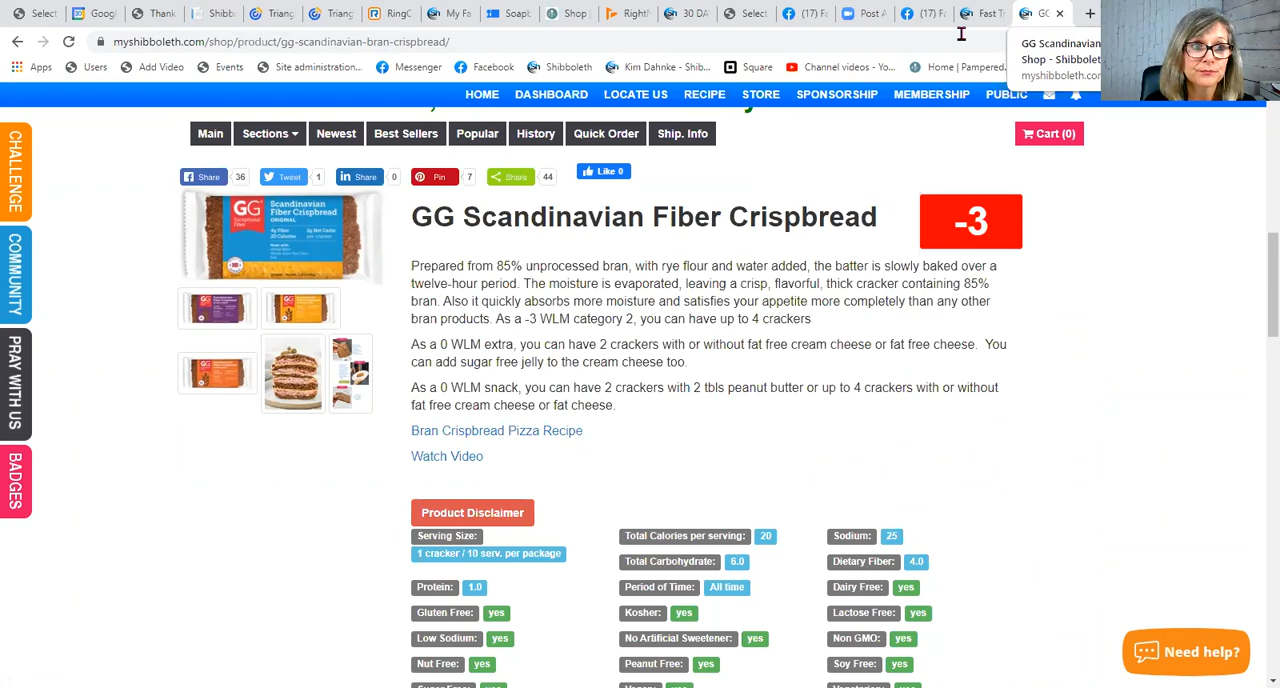 Select
Googl
Thank
Shibb
Triang
Triang
RingC
My Fa
Soapb
Shop |
Right
30 DA
Select
(17) Fa
Post A
(17) Fa
Fast Tr
GG
myshibboleth.com/shop/product/gg-scandinavian-bran-crispbread/
GG Scandinavian
Shop - Shibbolet
myshibboleth.co
Apps Users Add Video Events Site administration... Messenger Faceb Shibboleth Kim Dahnke - Shib... Square Channel videos - Yo... Home | Pampered
HOME DASHBOARD LOCATE US RECIPE STORE SPONSORSHIP MEMBERSHIP PUBLIC
Main Sections Newest Best Sellers Popular History Quick Order Ship. Info Cart (0)
Share 36 Tweet 1 Share 0 Pin 7 Share 44 Like 0
CHALLENGE
COMMUNITY
PRAY WITH US
BADGES
GG
Scandinavian
Fiber Crispbread
ORIGINAL
GG Scandinavian Fiber Crispbread
-3
Prepared from 85% unprocessed bran, with rye flour and water added, the batter is slowly baked over a
twelve-hour period. The moisture is evaporated, leaving a crisp, flavorful, thick cracker containing 85%
bran. Also it quickly absorbs more moisture and satisfies your appetite more completely than any other
bran products. As a -3 WLM category 2, you can have up to 4 crackers
As a 0 WLM extra, you can have 2 crackers with or without fat free cream cheese or fat free cheese. You
can add sugar free jelly to the cream cheese too.
As a 0 WLM snack, you can have 2 crackers with 2 tbls peanut butter or up to 4 crackers with or without
fat free cream cheese or fat cheese.
Bran Crispbread Pizza Recipe
Watch Video
Product Disclaimer
Serving Size: Total Calories per serving: 20 Sodium: 25
1 cracker / 10 serv. per package
Total Carbohydrate: 6.0 Dietary Fiber: 4.0
Protein: 1.0 Period of Time: All time Dairy Free: yes
Gluten Free: yes Kosher: yes Lactose Free: yes
Low Sodium: yes No Artificial Sweetener: yes Non GMO: yes
Nut Free: yes Peanut Free: yes Soy Free: yes
Need help?